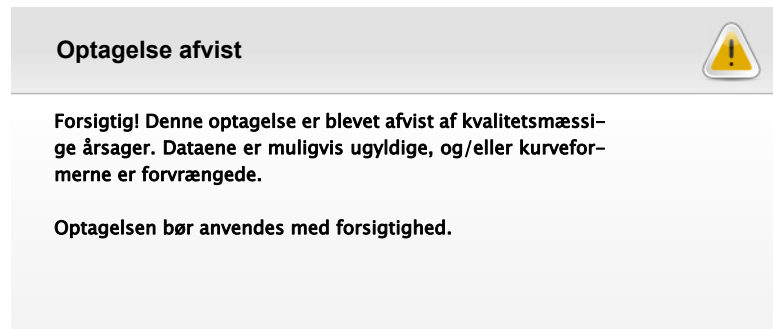 Optagelse afvist
Forsigtig! Denne optagelse er blevet afvist af kvalitetsmæssi–
ge årsager. Dataene er muligvis ugyldige, og/eller kurvefor–
merne er forvrængede.
Optagelsen bør anvendes med forsigtighed.